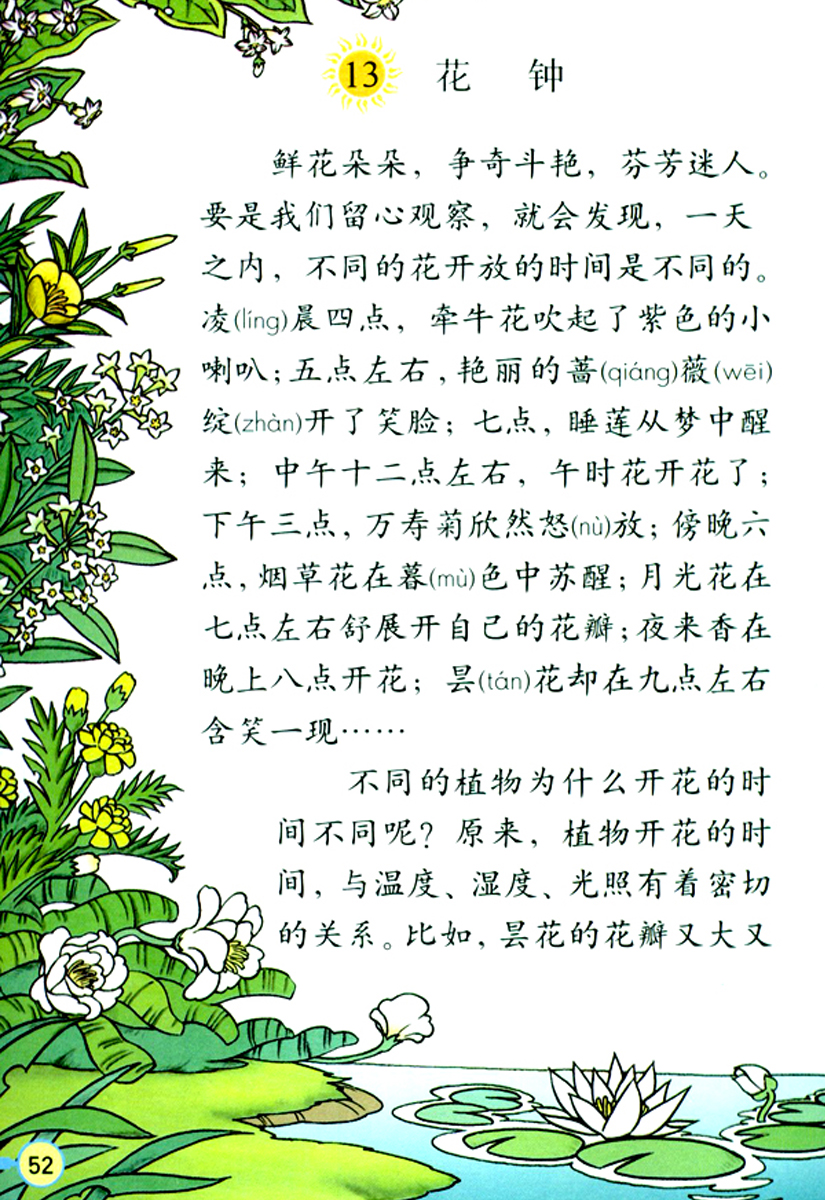 13 花 钟
鲜花朵朵，争奇斗艳，芬芳迷人。
要是我们留心观察，就会发现，一天
之内，不同的花开放的时间是不同的。
凌(líng)晨四点，牵牛花吹起了紫色的小
喇叭；五点左右，艳丽的蔷(qiáng)薇(wēi)
绽(zhàn)开了笑脸；七点，睡莲从梦中醒
来；中午十二点左右，午时花开花了；
下午三点，万寿菊欣然怒(nù)放；傍晚六
点，烟草花在暮(mù)色中苏醒；月光花在
七点左右舒展开自己的花瓣；夜来香在
晚上八点开花；昙(tán)花却在九点左右
含笑一现……
不同的植物为什么开花的时
间不同呢？原来，植物开花的时
间，与温度、湿度、光照有着密切
的关系。比如，昙花的花瓣又大又
52